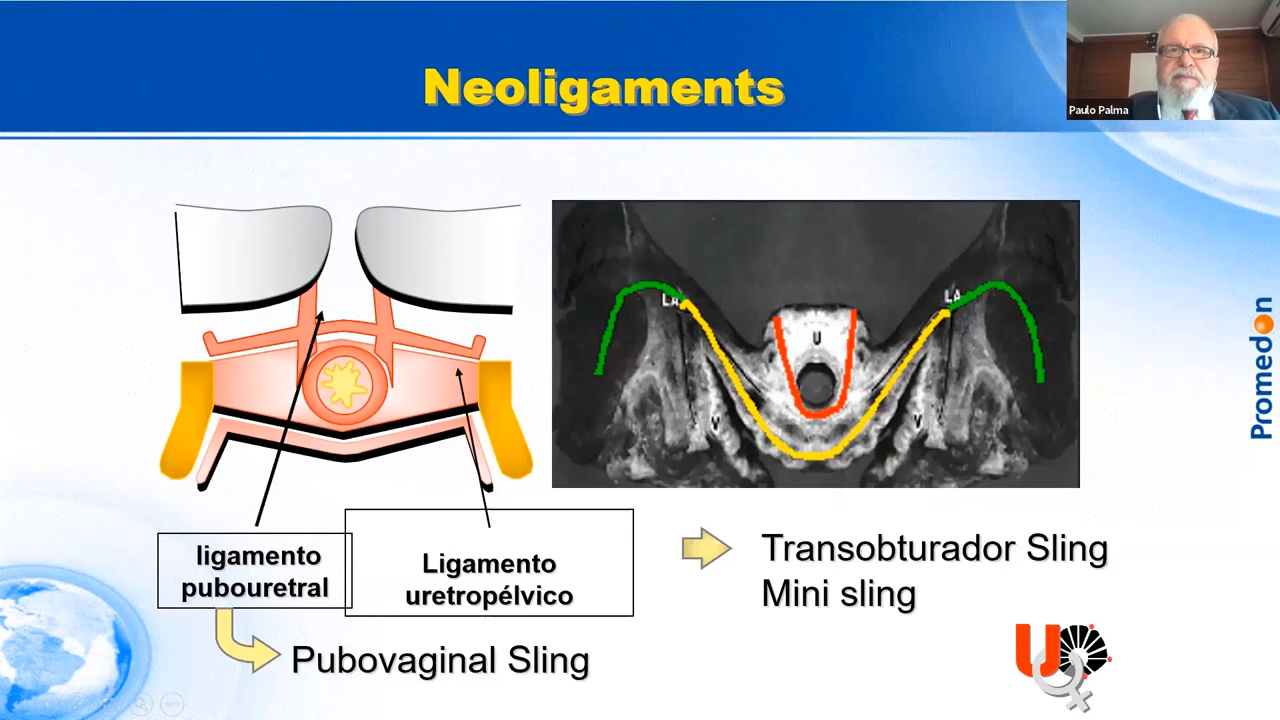 Neoligaments
Paulo Palma
LA
LA
U
V
V
Promedon
ligamento
pubouretral
Ligamento
uretropélvico
Transobturador Sling
Mini sling
Pubovaginal Sling
U